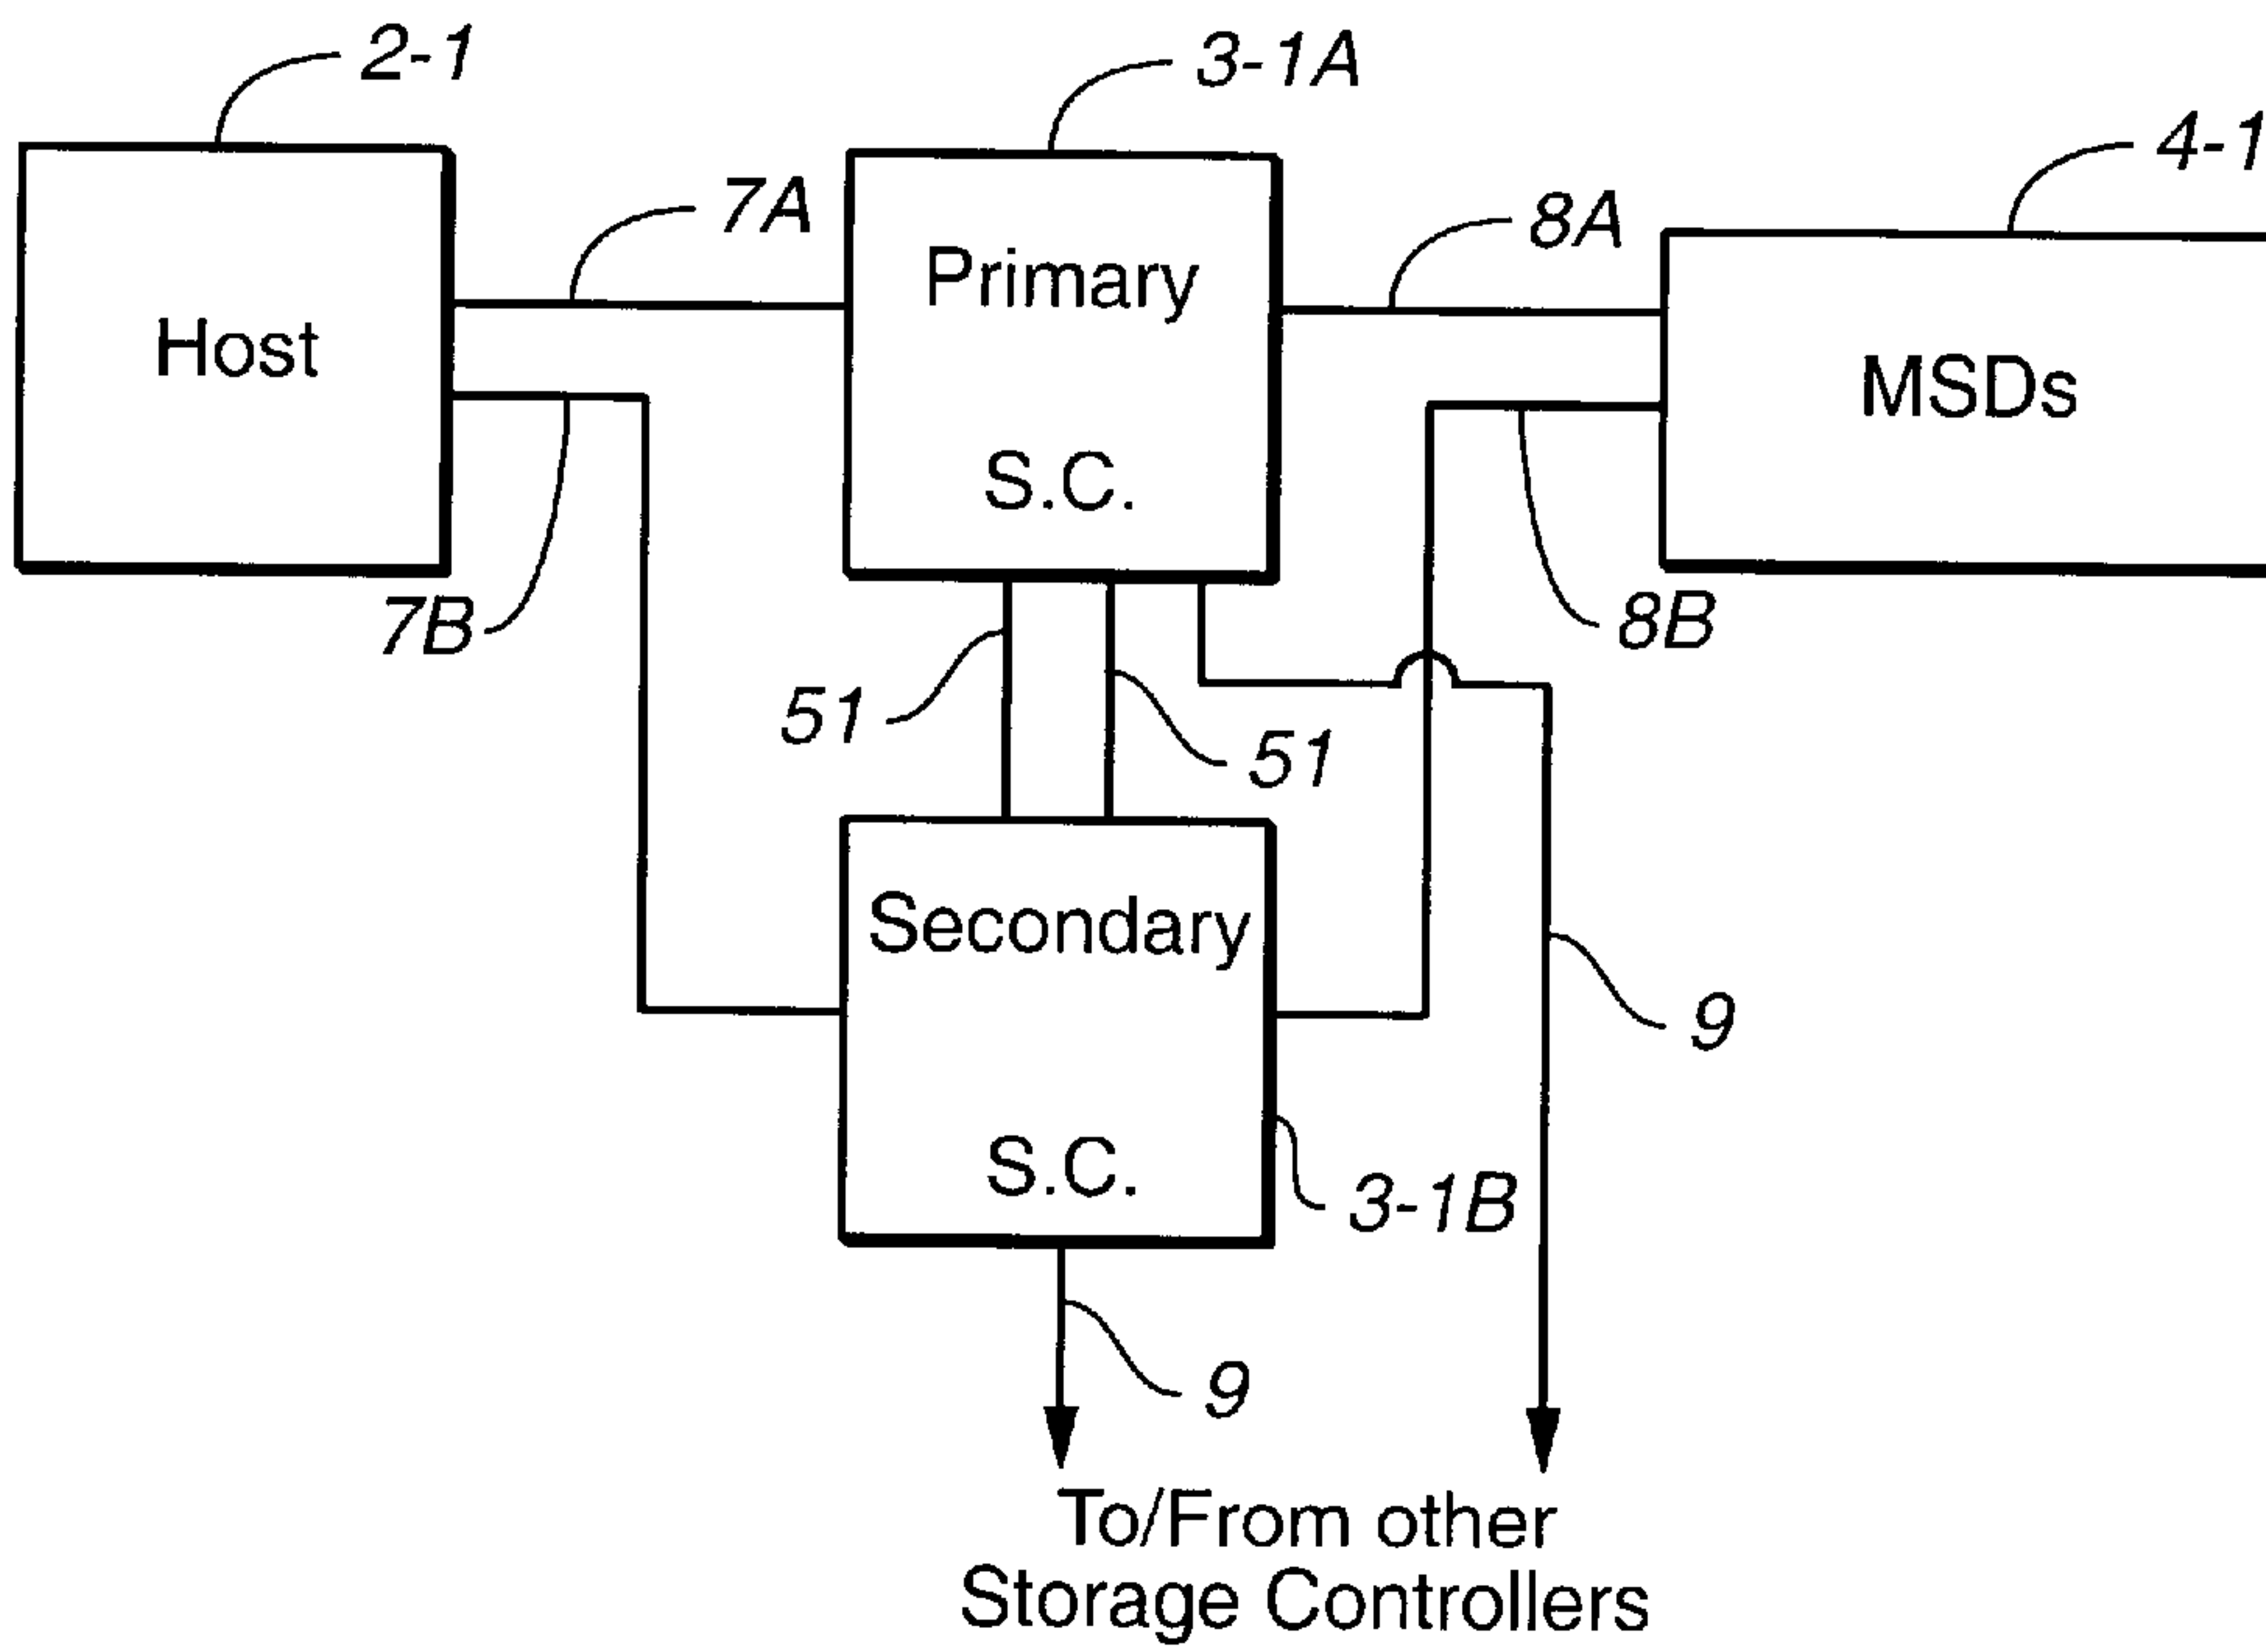 2-1
3-1A
4-1
7A
8A
Host
Primary
S.C.
MSDs
7B
8B
51
51
Secondary
S.C.
9
3-1B
9
To/From other
Storage Controllers